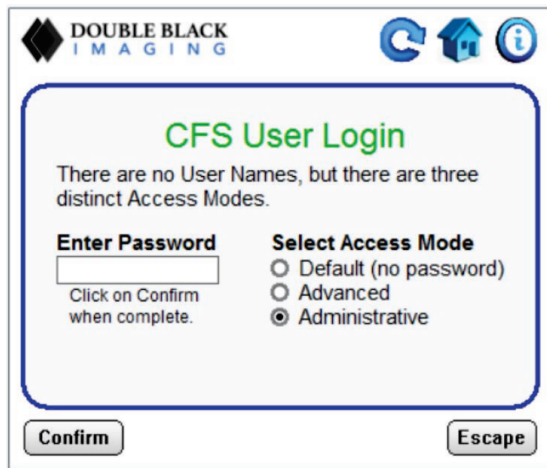 DOUBLE BLACK
IMAGING
CFS User Login
There are no User Names, but there are three
distinct Access Modes.
Enter Password
Click on Confirm
when complete.
Select Access Mode
Default (no password)
Advanced
Administrative
Confirm
Escape